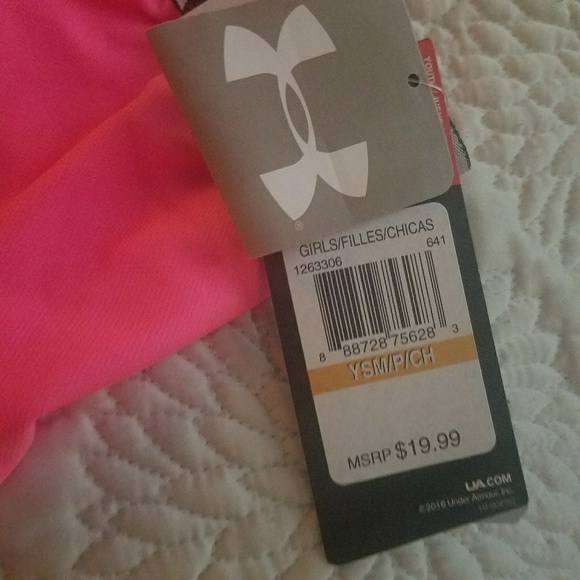 ®
GIRLS/FILLES/CHICAS
1263306 641
8 88728 75628 3
YSM/P/CH
MSRP $19.99
UA.COM
©2016 Under Armour, Inc.